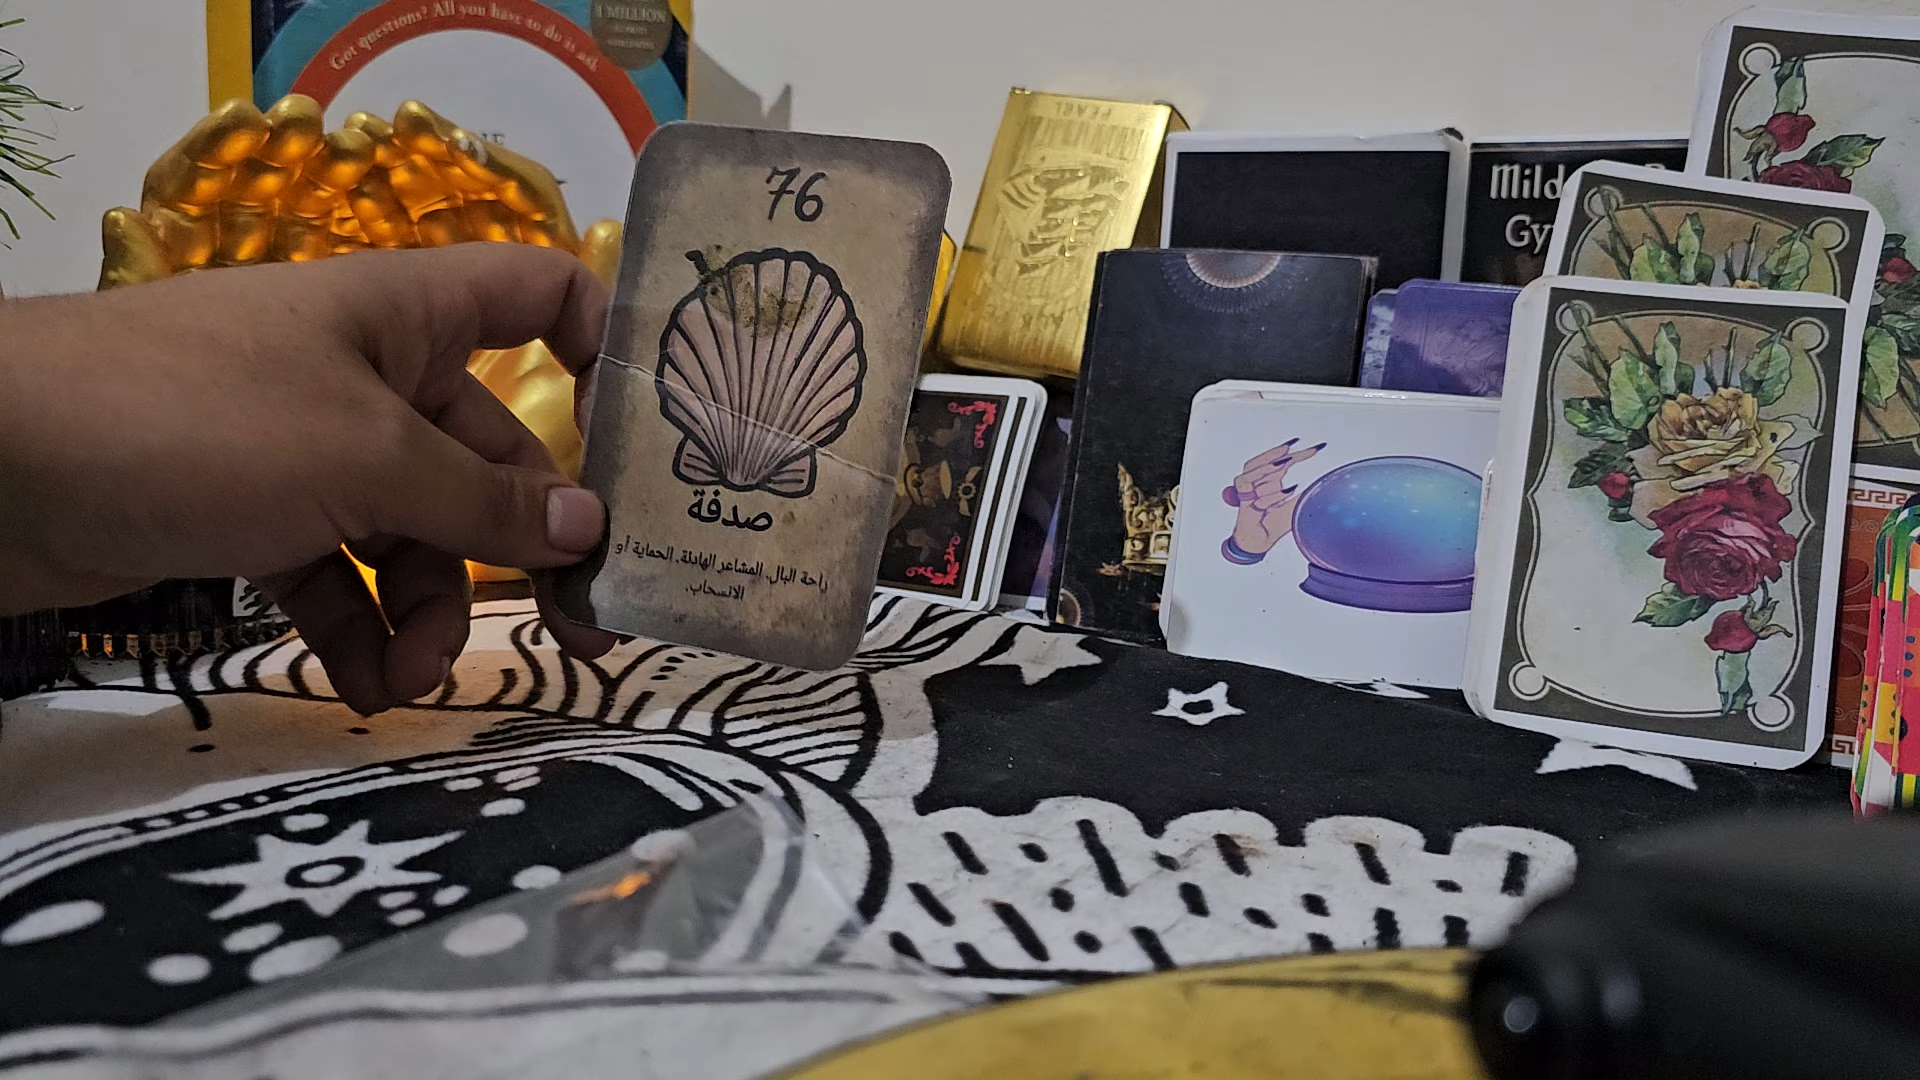 Got questions? All you have to do is ask
1 MILLION
PEARL
Mild
Gy
76
صدفة
راحة البال. المشاعر الهادئة. الحماية أو
الانسحاب.